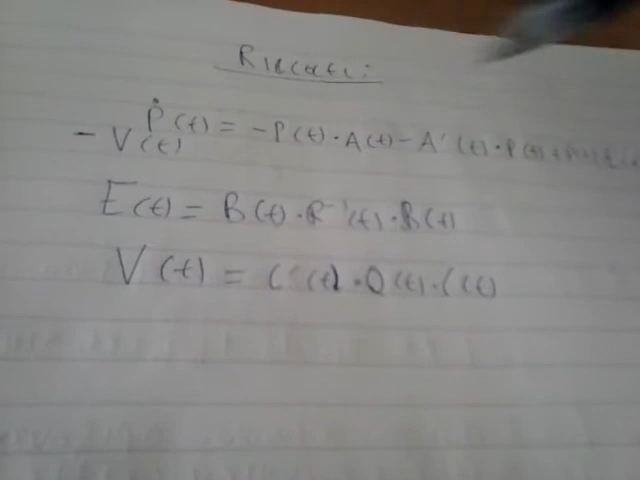 Riccati:
Ṗ(t) = -P(t)·A(t) - A'(t)·P(t) +
- V(t)
E(t) = B(t)·R⁻¹(t)·B(t)
V(t) = C'(t)·Q(t)·C(t)